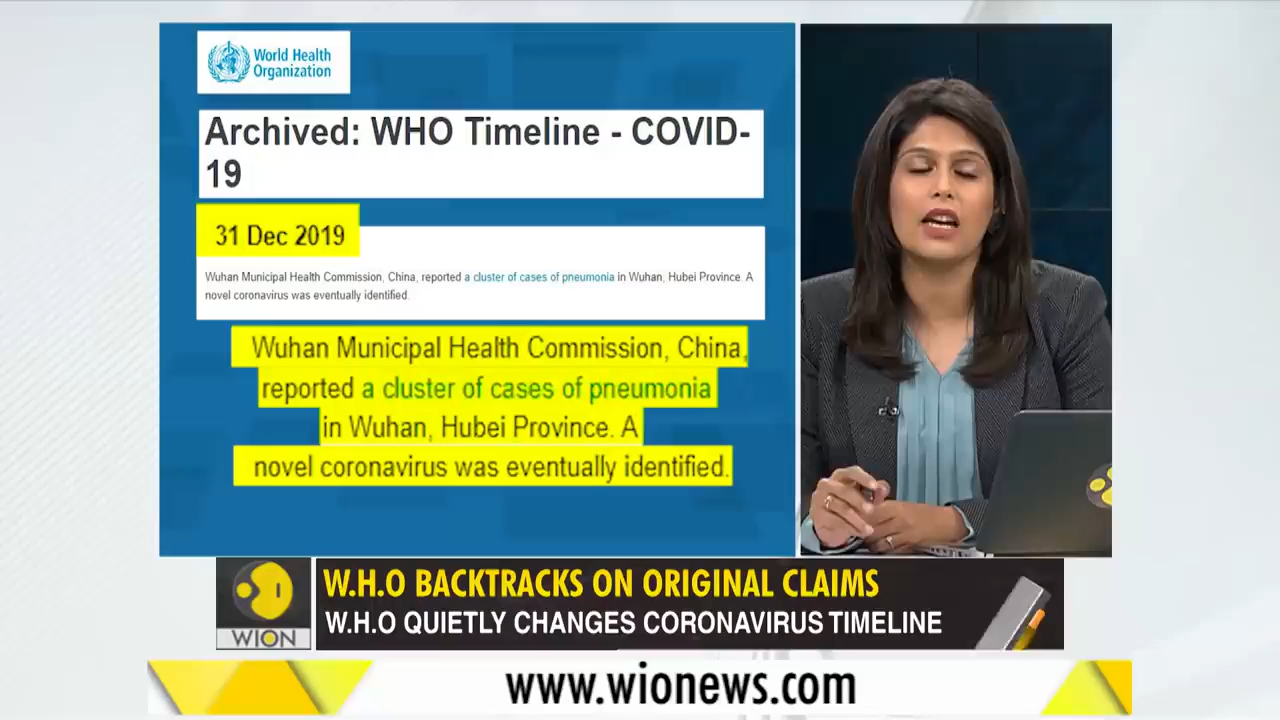 World Health
Organization
Archived: WHO Timeline - COVID-
19
31 Dec 2019
Wuhan Municipal Health Commission, China, reported a cluster of cases of pneumonia in Wuhan, Hubei Province. A
novel coronavirus was eventually identified.
Wuhan Municipal Health Commission, China,
reported a cluster of cases of pneumonia
in Wuhan, Hubei Province. A
novel coronavirus was eventually identified.
W.H.O BACKTRACKS ON ORIGINAL CLAIMS
W.H.O QUIETLY CHANGES CORONAVIRUS TIMELINE
WION
www.wionews.com